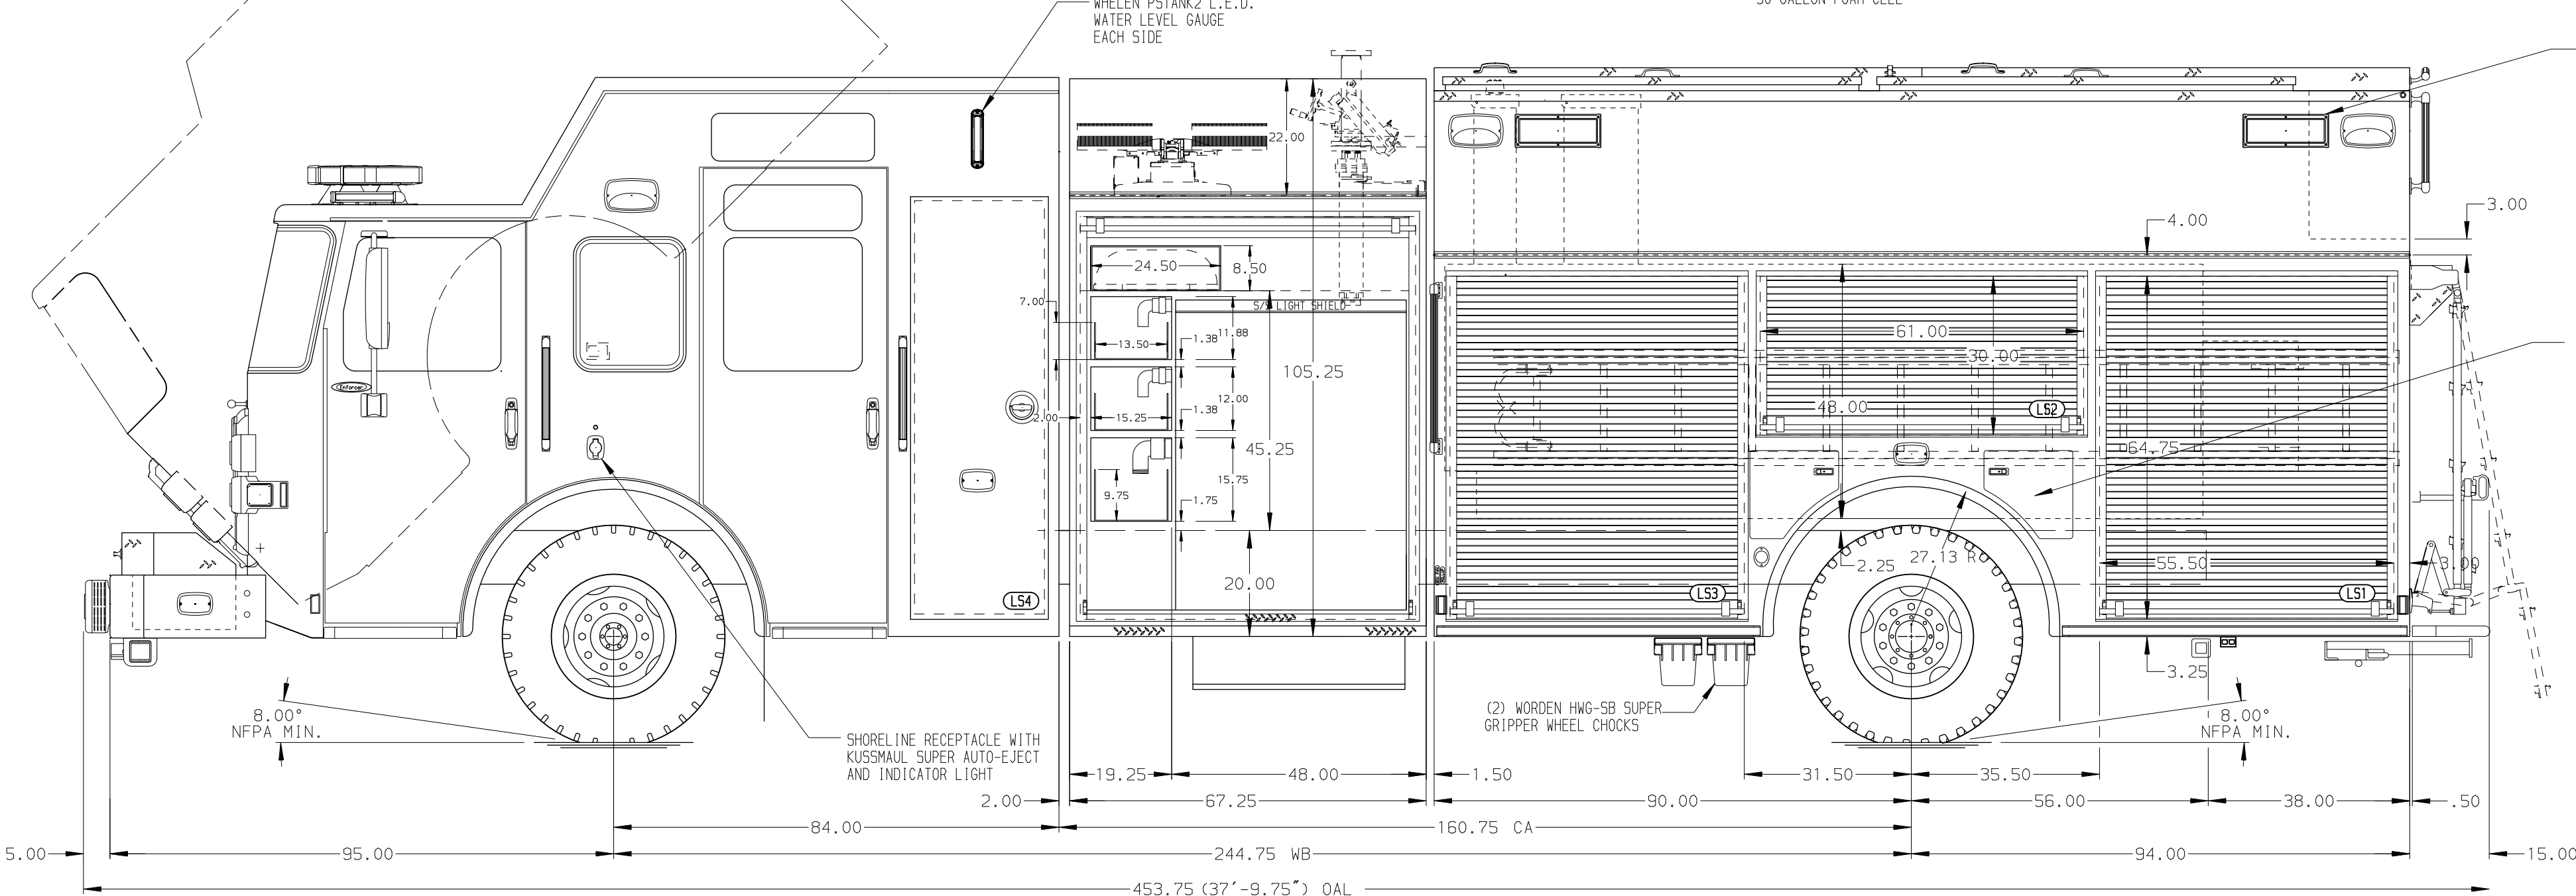 WHELEN PSTANK2 L.E.D.
WATER LEVEL GAUGE
EACH SIDE
22.00
3.00
4.00
24.50
8.50
7.00
S/S LIGHT SHIELD
11.88
1.38
13.50
61.00
30.00
105.25
Enforcer
12.00
2.00
15.25
1.38
48.00
LS2
45.25
64.75
15.75
9.75
1.75
20.00
2.25
27.13 R
55.50
3.00
LS4
LS3
LS1
3.25
8.00°
NFPA MIN.
(2) WORDEN HWG-SB SUPER
GRIPPER WHEEL CHOCKS
8.00°
NFPA MIN.
SHORELINE RECEPTACLE WITH
KUSSMAUL SUPER AUTO-EJECT
AND INDICATOR LIGHT
19.25
48.00
1.50
31.50
35.50
2.00
67.25
90.00
56.00
38.00
.50
84.00
160.75 CA
5.00
95.00
244.75 WB
94.00
15.00
453.75 (37'-9.75") OAL